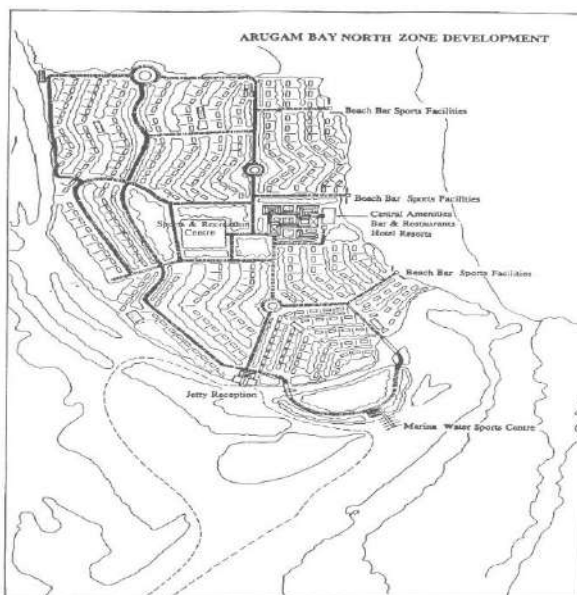 ARUGAM BAY NORTH ZONE DEVELOPMENT
Beach Bar Sports Facilities
Beach Bar Sports Facilities
Central Amenities
Bar & Restaurants
Hotel Resorts
Sports & Recreation
Centre
Beach Bar Sports Facilities
Jetty Reception
Marina Water Sports Centre